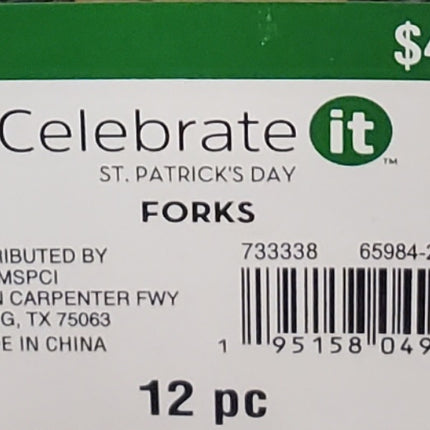 $4
Celebrate it™
ST. PATRICK'S DAY
FORKS
RIBUTED BY
MSPCI
N CARPENTER FWY
G, TX 75063
E IN CHINA
733338 65984-2
1 95158 049
12 pc